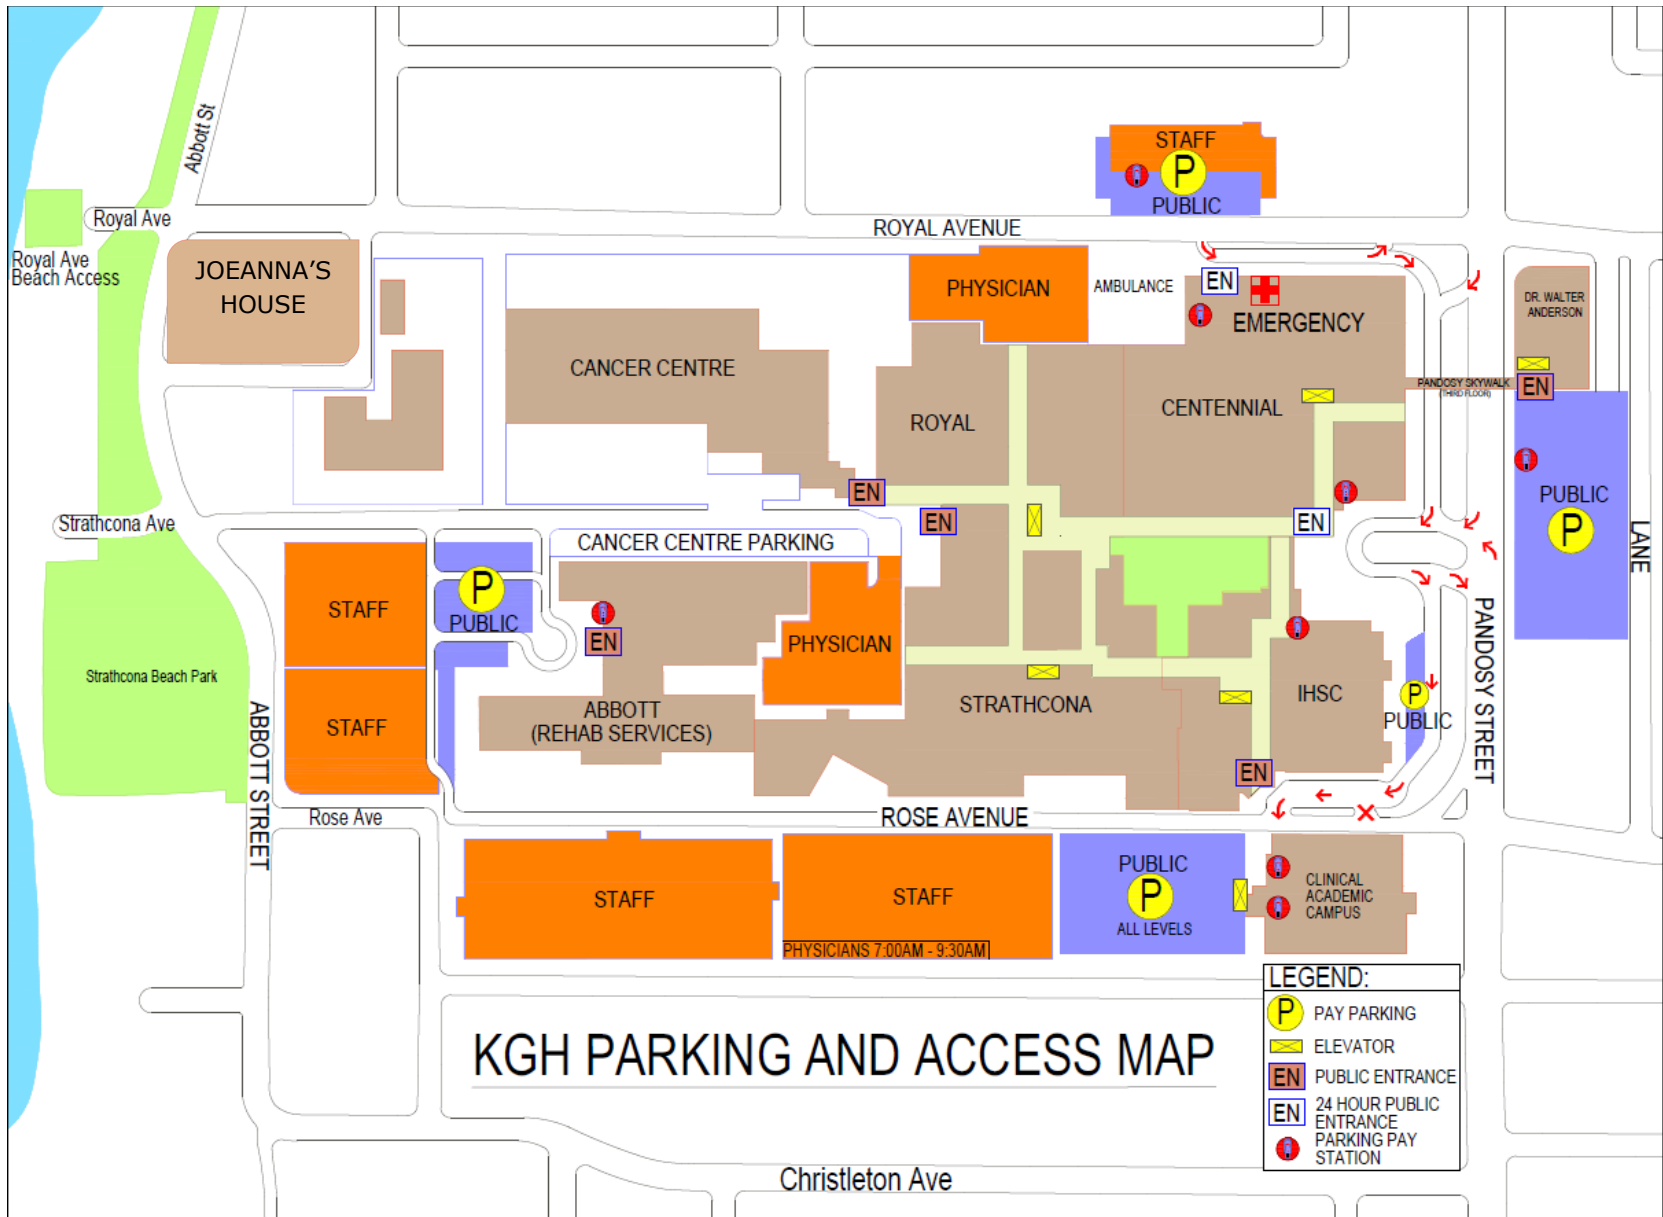 Abbott St
STAFF
P
PUBLIC
Royal Ave
ROYAL AVENUE
Royal Ave
Beach Access
JOEANNA'S
HOUSE
PHYSICIAN
AMBULANCE
EN
EMERGENCY
DR. WALTER
ANDERSON
CANCER CENTRE
PANDOSY SKYWALK
(THIRD FLOOR)
EN
ROYAL
CENTENNIAL
EN
EN
EN
PUBLIC
P
Strathcona Ave
CANCER CENTRE PARKING
LANE
STAFF
P
PUBLIC
EN
PHYSICIAN
PANDOSY STREET
Strathcona Beach Park
ABBOTT STREET
STAFF
ABBOTT
(REHAB SERVICES)
STRATHCONA
IHSC
P
PUBLIC
EN
Rose Ave
ROSE AVENUE
STAFF
STAFF
PHYSICIANS 7:00AM - 9:30AM
PUBLIC
P
ALL LEVELS
CLINICAL
ACADEMIC
CAMPUS
KGH PARKING AND ACCESS MAP
LEGEND:
P PAY PARKING
ELEVATOR
EN PUBLIC ENTRANCE
EN 24 HOUR PUBLIC
ENTRANCE
PARKING PAY
STATION
Christleton Ave